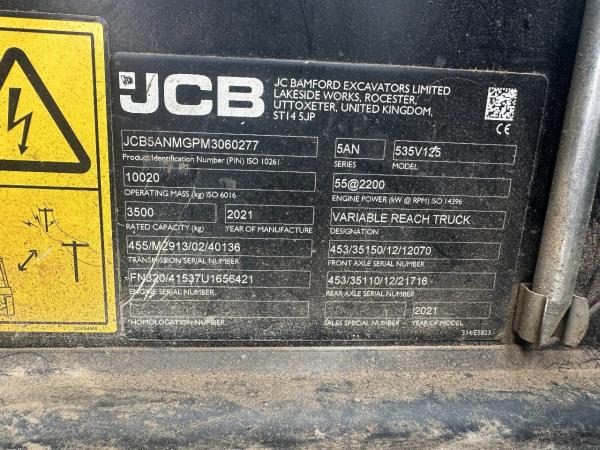 JCB
JC BAMFORD EXCAVATORS LIMITED
LAKESIDE WORKS, ROCESTER,
UTTOXETER, UNITED KINGDOM,
ST14 5JP
CE
JCB5ANMGPM3060277
Product Identification Number (PIN) ISO 10261
5AN
535V125
SERIES
MODEL
10020
OPERATING MASS (kg) ISO 6016
55@2200
ENGINE POWER (kW @ RPM) ISO 14396
3500
2021
RATED CAPACITY (kg)
YEAR OF MANUFACTURE
VARIABLE REACH TRUCK
DESIGNATION
455/M2913/02/40136
TRANSMISSION SERIAL NUMBER
453/35150/12/12070
FRONT AXLE SERIAL NUMBER
FN320/41537U1656421
ENGINE SERIAL NUMBER
453/35110/12/21716
REAR AXLE SERIAL NUMBER
HOMOLOGATION NUMBER
2021
SALES SPECIAL NUMBER
YEAR OF MODEL
334/E5823